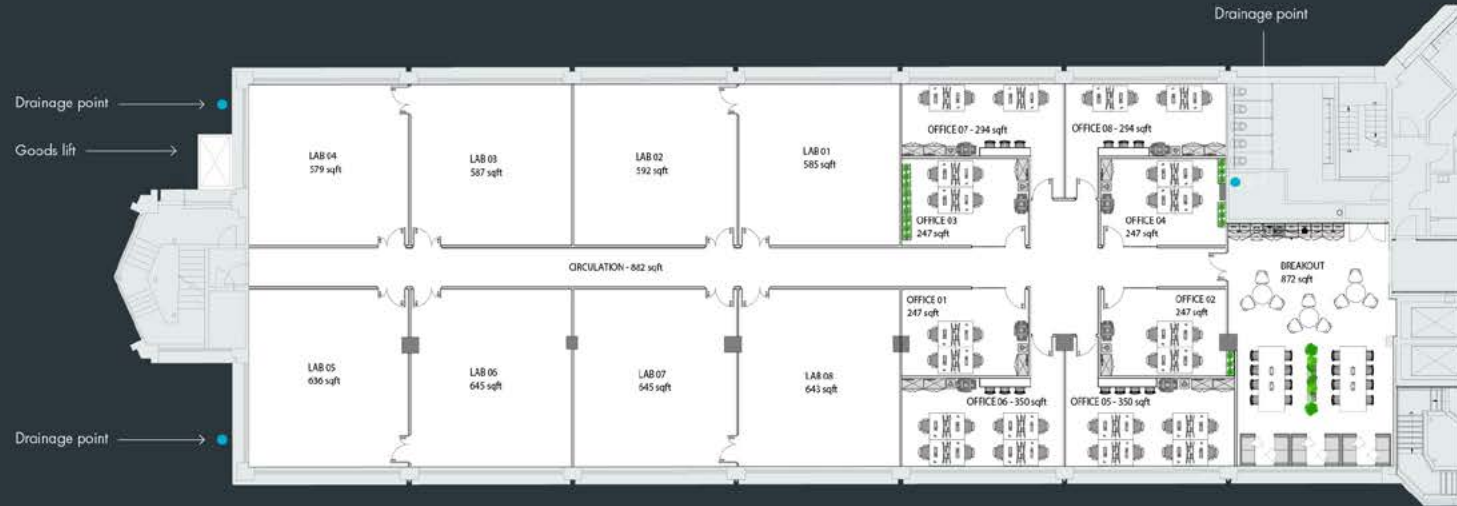 Drainage point
Drainage point
Goods lift
LAB 04
579 sqft
LAB 03
587 sqft
LAB 02
592 sqft
LAB 01
585 sqft
OFFICE 07 - 294 sqft
OFFICE 08 - 294 sqft
OFFICE 03
247 sqft
OFFICE 04
247 sqft
CIRCULATION - 882 sqft
BREAKOUT
872 sqft
LAB 05
636 sqft
LAB 06
645 sqft
LAB 07
645 sqft
LAB 08
643 sqft
OFFICE 01
247 sqft
OFFICE 02
247 sqft
OFFICE 06 - 350 sqft
OFFICE 05 - 350 sqft
Drainage point